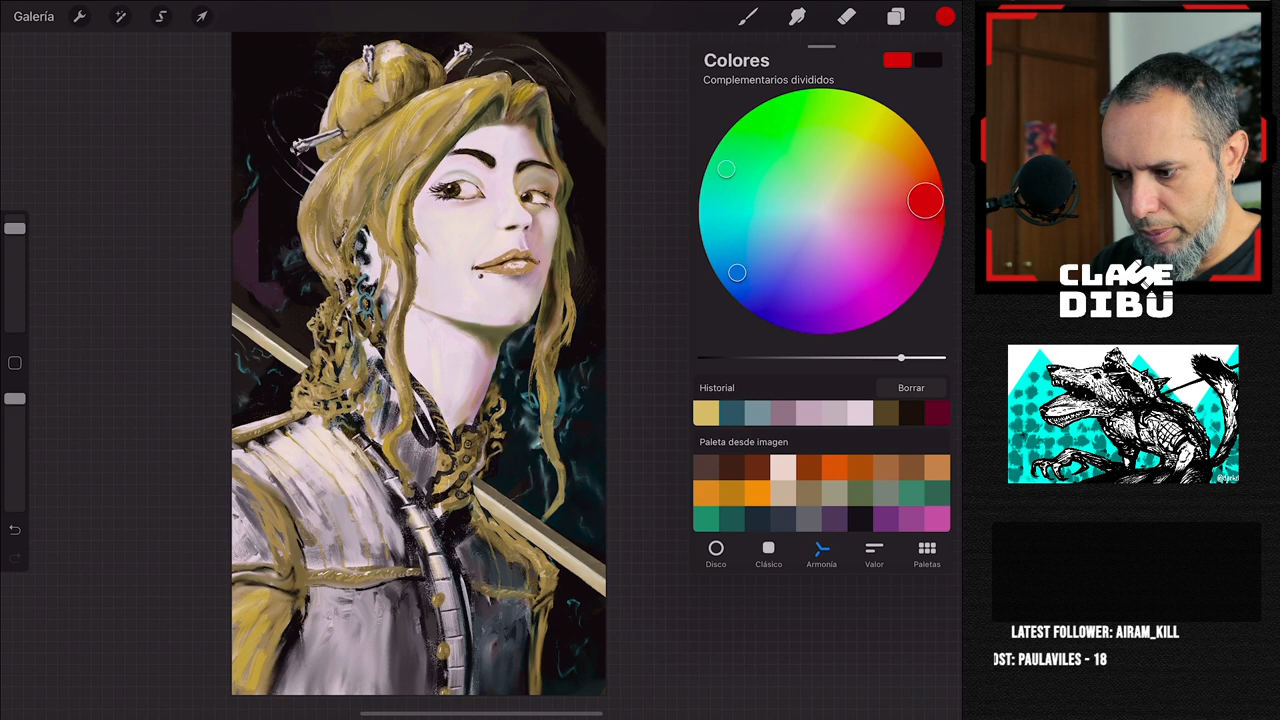 Galería
Colores
Complementarios divididos
Historial
Borrar
Paleta desde imagen
Disco
Clásico
Armonía
Valor
Paletas
CLASE
DIBU
LATEST FOLLOWER: AIRAM_KILL
OST: PAULAVILES - 18